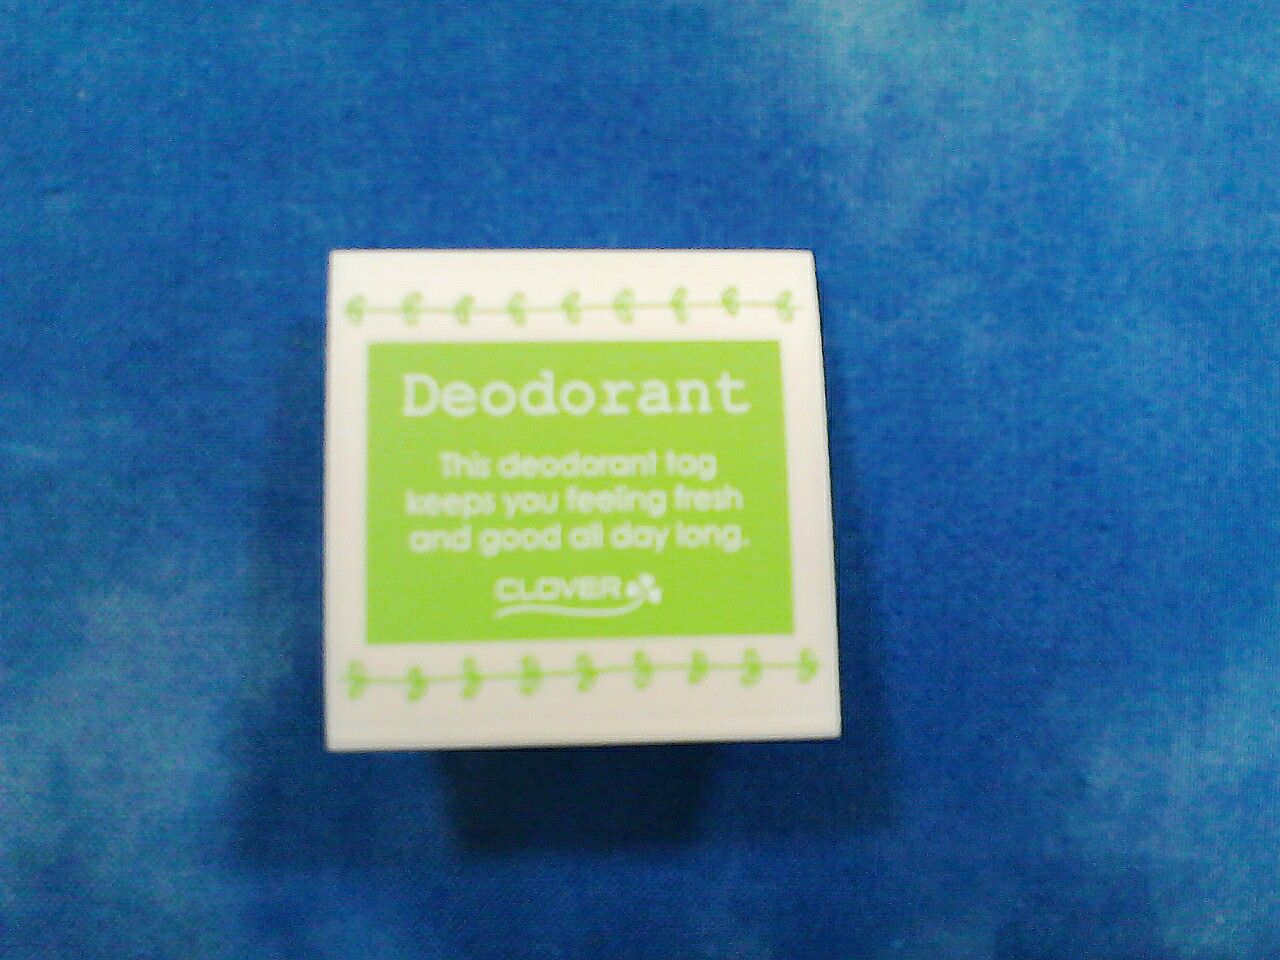 Deodorant
This deodorant tag
keeps you feeling fresh
and good all day long.
CLOVER